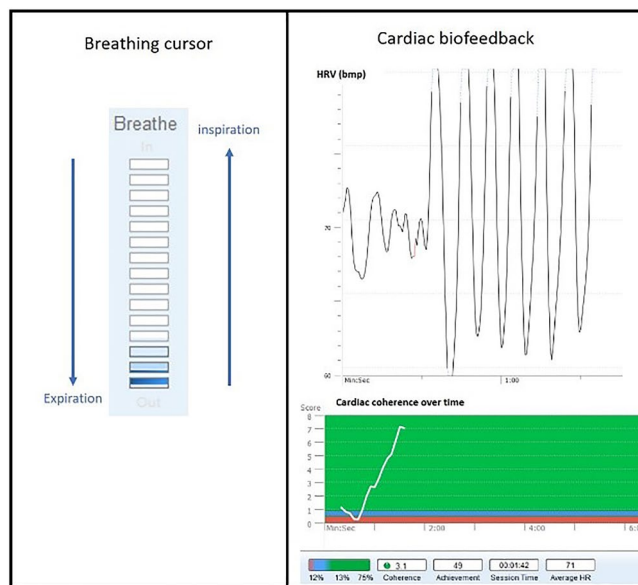 Breathing cursor
Breathe
In
inspiration
Expiration
Out
Cardiac biofeedback
HRV (bmp)
70
60
Min:Sec
1:00
Cardiac coherence over time
Score
8
7
6
5
4
3
2
1
0
Min:Sec
2:00
4:00
6:0
12% 13% 75%
3.1
49
00:01:42
71
Coherence
Achievement
Session Time
Average HR